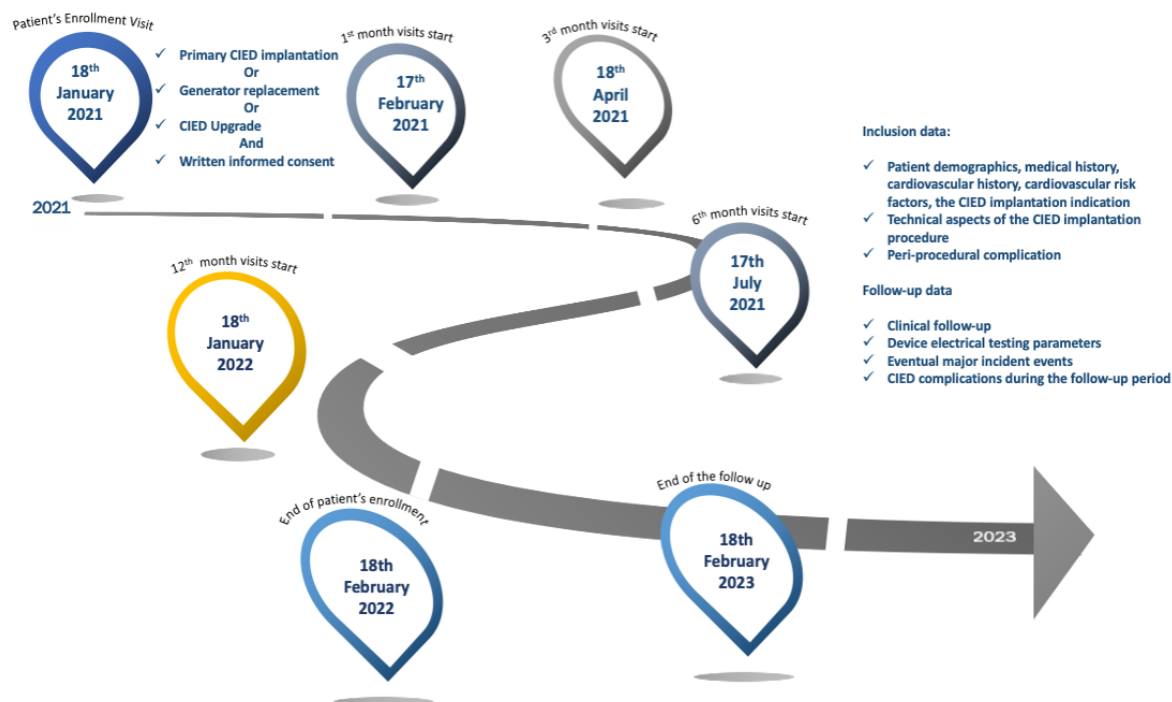 Patient's Enrollment Visit
18th
January
2021
✓ Primary CIED implantation
Or
✓ Generator replacement
Or
✓ CIED Upgrade
And
✓ Written informed consent
1st month visits start
17th
February
2021
3rd month visits start
18th
April
2021
2021
6th month visits start
17th
July
2021
Inclusion data:
✓ Patient demographics, medical history,
cardiovascular history, cardiovascular risk
factors, the CIED implantation indication
✓ Technical aspects of the CIED implantation
procedure
✓ Peri-procedural complication
Follow-up data
✓ Clinical follow-up
✓ Device electrical testing parameters
✓ Eventual major incident events
✓ CIED complications during the follow-up period
12th month visits start
18th
January
2022
End of patient's enrollment
18th
February
2022
End of the follow up
18th
February
2023
2023